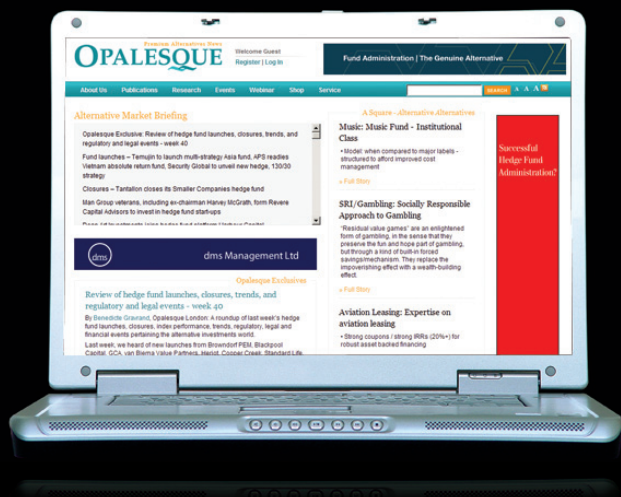 Premium Alternatives News
OPALESQUE
Welcome Guest
Register | Log In
Fund Administration | The Genuine Alternative
About Us Publications Research Events Webinar Shop Service
SEARCH A A A
Alternative Market Briefing
Opalesque Exclusive: Review of hedge fund launches, closures, trends, and
regulatory and legal events - week 40
Fund launches – Temujin to launch multi-strategy Asia fund, APS readies
Vietnam absolute return fund, Security Global to unveil new hedge, 130/30
strategy
Closures – Tantallon closes its Smaller Companies hedge fund
Man Group veterans, including ex-chairman Harvey McGrath, form Revere
Capital Advisors to invest in hedge fund start-ups
dms
dms Management Ltd
Opalesque Exclusives
Review of hedge fund launches, closures, trends, and
regulatory and legal events - week 40
By Benedicte Gravrand, Opalesque London: A roundup of last week's hedge
fund launches, closures, index performance, trends, regulatory, legal and
financial events pertaining the alternative investments world.
Last week, we heard of new launches from Browndorf PEM, Blackpool
Capital, GCA, van Biema Value Partners, Heriot, Cooper Creek, Standard Life,
A Square - Alternative Alternatives
Music: Music Fund - Institutional
Class
• Model: when compared to major labels -
structured to afford improved cost
management
» Full Story
SRI/Gambling: Socially Responsible
Approach to Gambling
"Residual value games" are an enlightened
form of gambling, in the sense that they
preserve the fun and hope part of gambling,
but through a kind of built-in forced
savings/mechanism. They replace the
impoverishing effect with a wealth-building
effect
» Full Story
Aviation Leasing: Expertise on
aviation leasing
• Strong coupons / strong IRRs (20%+) for
robust asset backed financing
Successful
Hedge Fund
Administration?